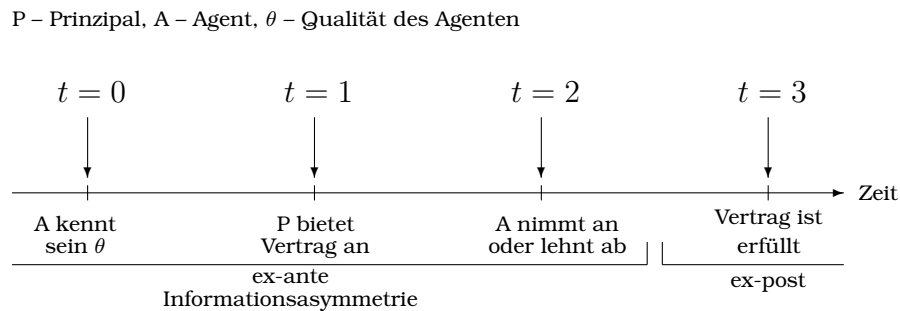 P – Prinzipal, A – Agent, θ – Qualität des Agenten
t = 0 t = 1 t = 2 t = 3
Zeit
A kennt P bietet A nimmt an Vertrag ist
sein θ Vertrag an oder lehnt ab erfüllt
ex-ante ex-post
Informationsasymmetrie